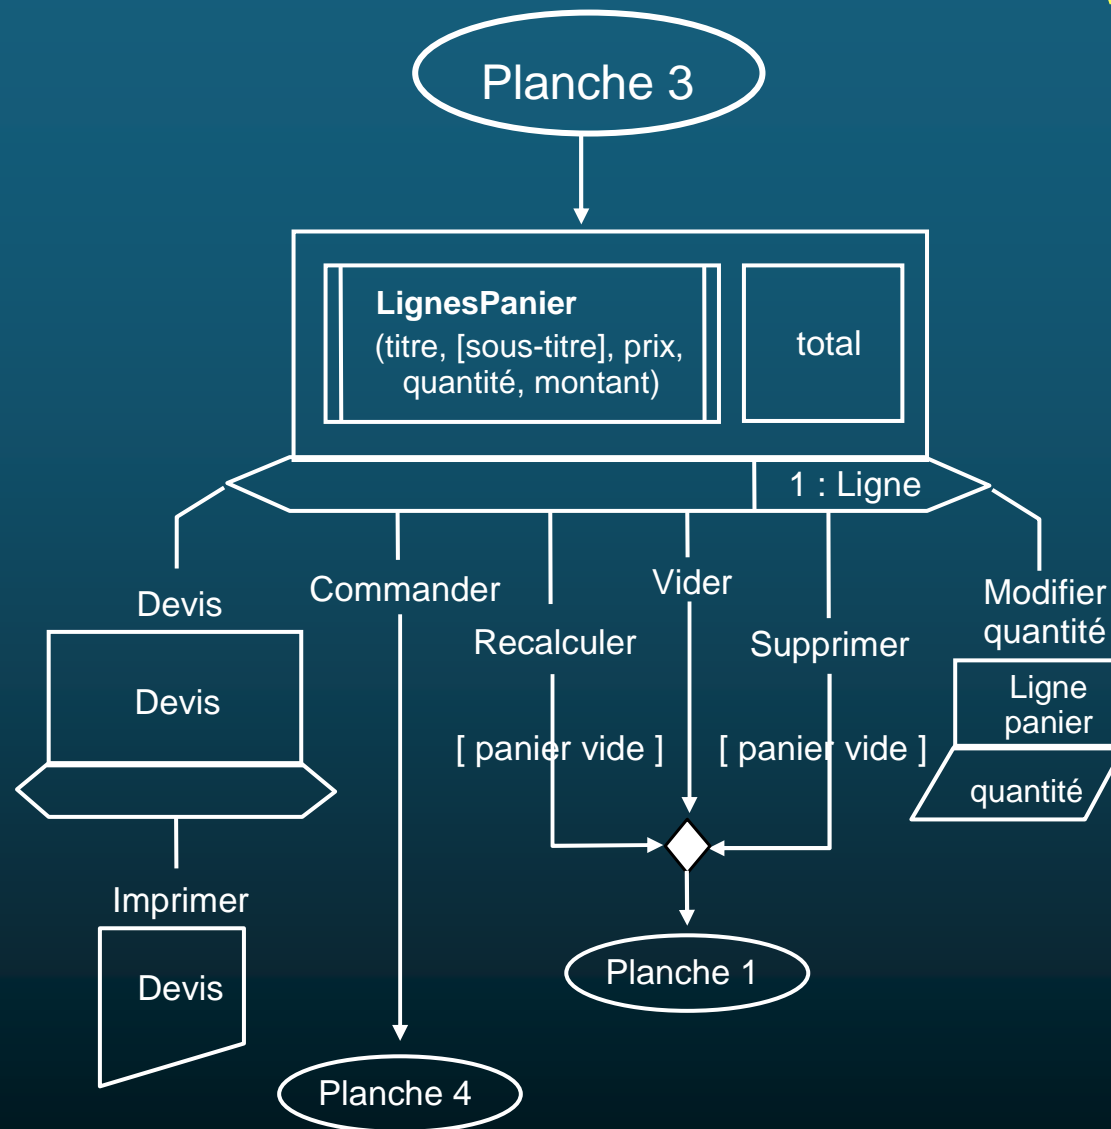 Planche 3
LignesPanier
(titre, [sous-titre], prix,
quantité, montant)
total
1 : Ligne
Devis
Commander
Recalculer
Vider
Supprimer
Modifier
quantité
Devis
Ligne
panier
quantité
[ panier vide ]
[ panier vide ]
Imprimer
Devis
Planche 1
Planche 4